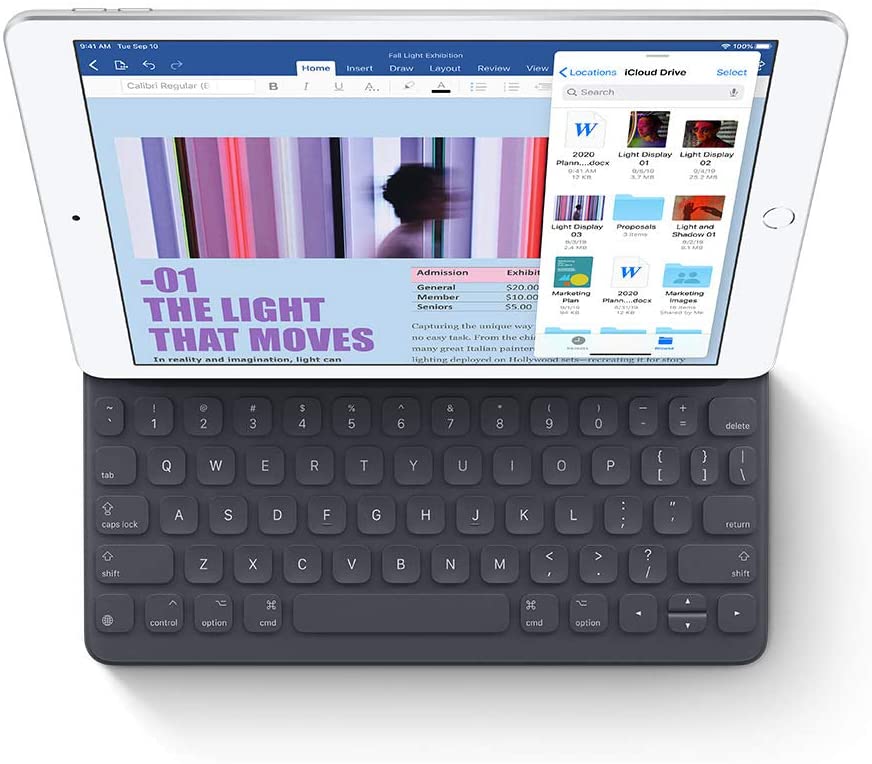 9:41 AM Tue Sep 10
100%
Fall Light Exhibition
Home Insert Draw Layout Review View
Calibri Regular (B
B I U A..
A
Locations iCloud Drive Select
Search
W
2020
Plann....docx
9:41 AM
12 KB
Light Display
01
9/5/19
3.7 MB
Light Display
02
9/4/19
25.2 MB
Light Display
03
9/3/19
2.4 MB
Proposals
3 items
Light and
Shadow 01
9/2/19
9.1 MB
Marketing
Plan
9/1/19
94 KB
W
2020
Plann....docx
8/31/19
12 KB
Marketing
Images
16 items
Shared by Me
Recents
Browse
-01
THE LIGHT
THAT MOVES
In reality and imagination, light can
Admission Exhibit
General $20.00
Member $10.00
Seniors $5.00
Capturing the unique way
no easy task. From the chia
many great Italian painters
lighting deployed on Hollywood sets—recreating it for story
~ ` ! 1 @ 2 # 3 $ 4 % 5 ^ 6 & 7 * 8 ( 9 ) 0 — - + = delete
tab Q W E R T Y U I O P { [ } ] | \
caps lock A S D F G H J K L : ; " ' return
shift Z X C V B N M < , > . ? / shift
control option cmd cmd option